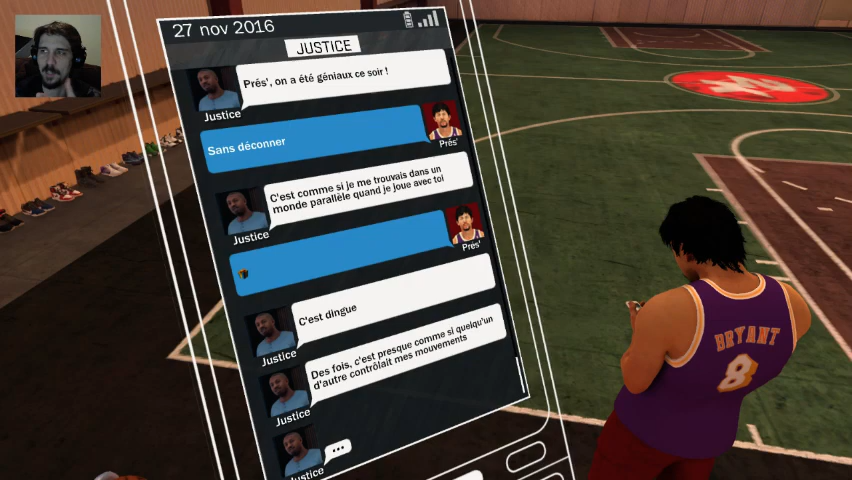 27 nov 2016
JUSTICE
Prés', on a été géniaux ce soir !
Justice
Sans déconner
Prés'
C'est comme si je me trouvais dans un
monde parallèle quand je joue avec toi
Justice
Prés'
C'est dingue
Justice
Des fois, c'est presque comme si quelqu'un
d'autre contrôlait mes mouvements
Justice
...
Justice
BRYANT
8